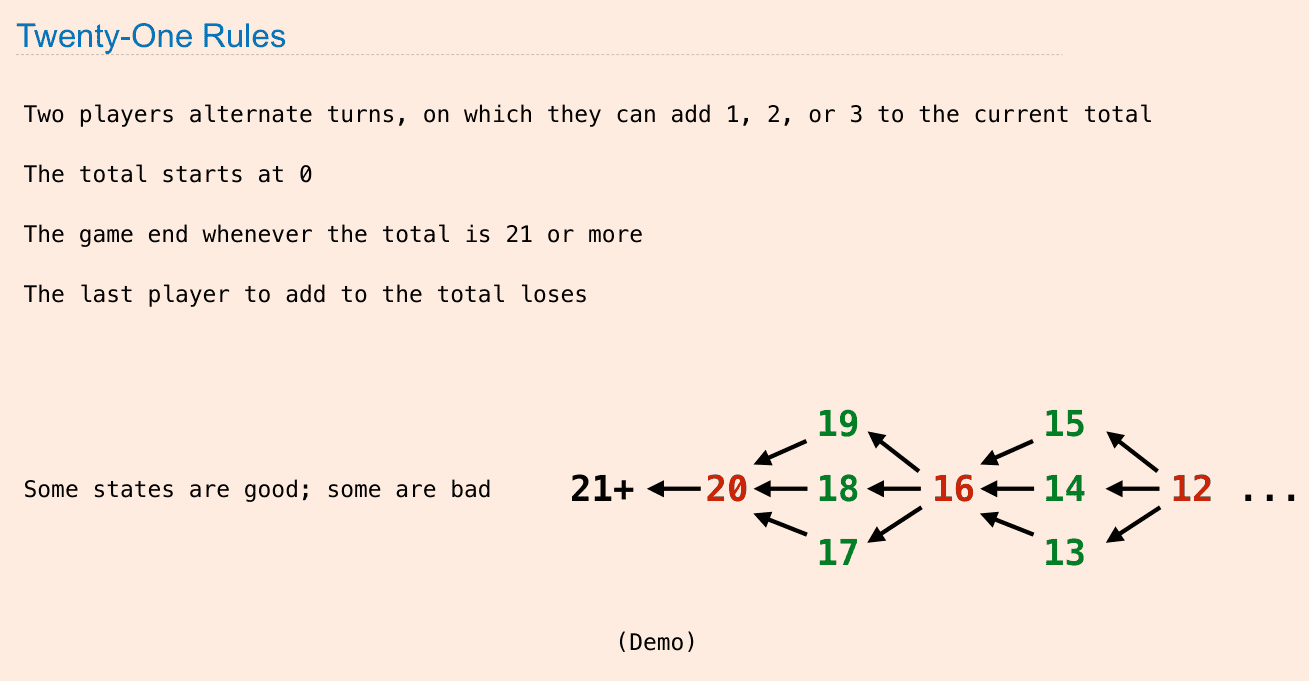 Twenty-One Rules
Two players alternate turns, on which they can add 1, 2, or 3 to the current total
The total starts at 0
The game end whenever the total is 21 or more
The last player to add to the total loses
19 15
Some states are good; some are bad 21+ 20 18 16 14 12 ...
17 13
(Demo)